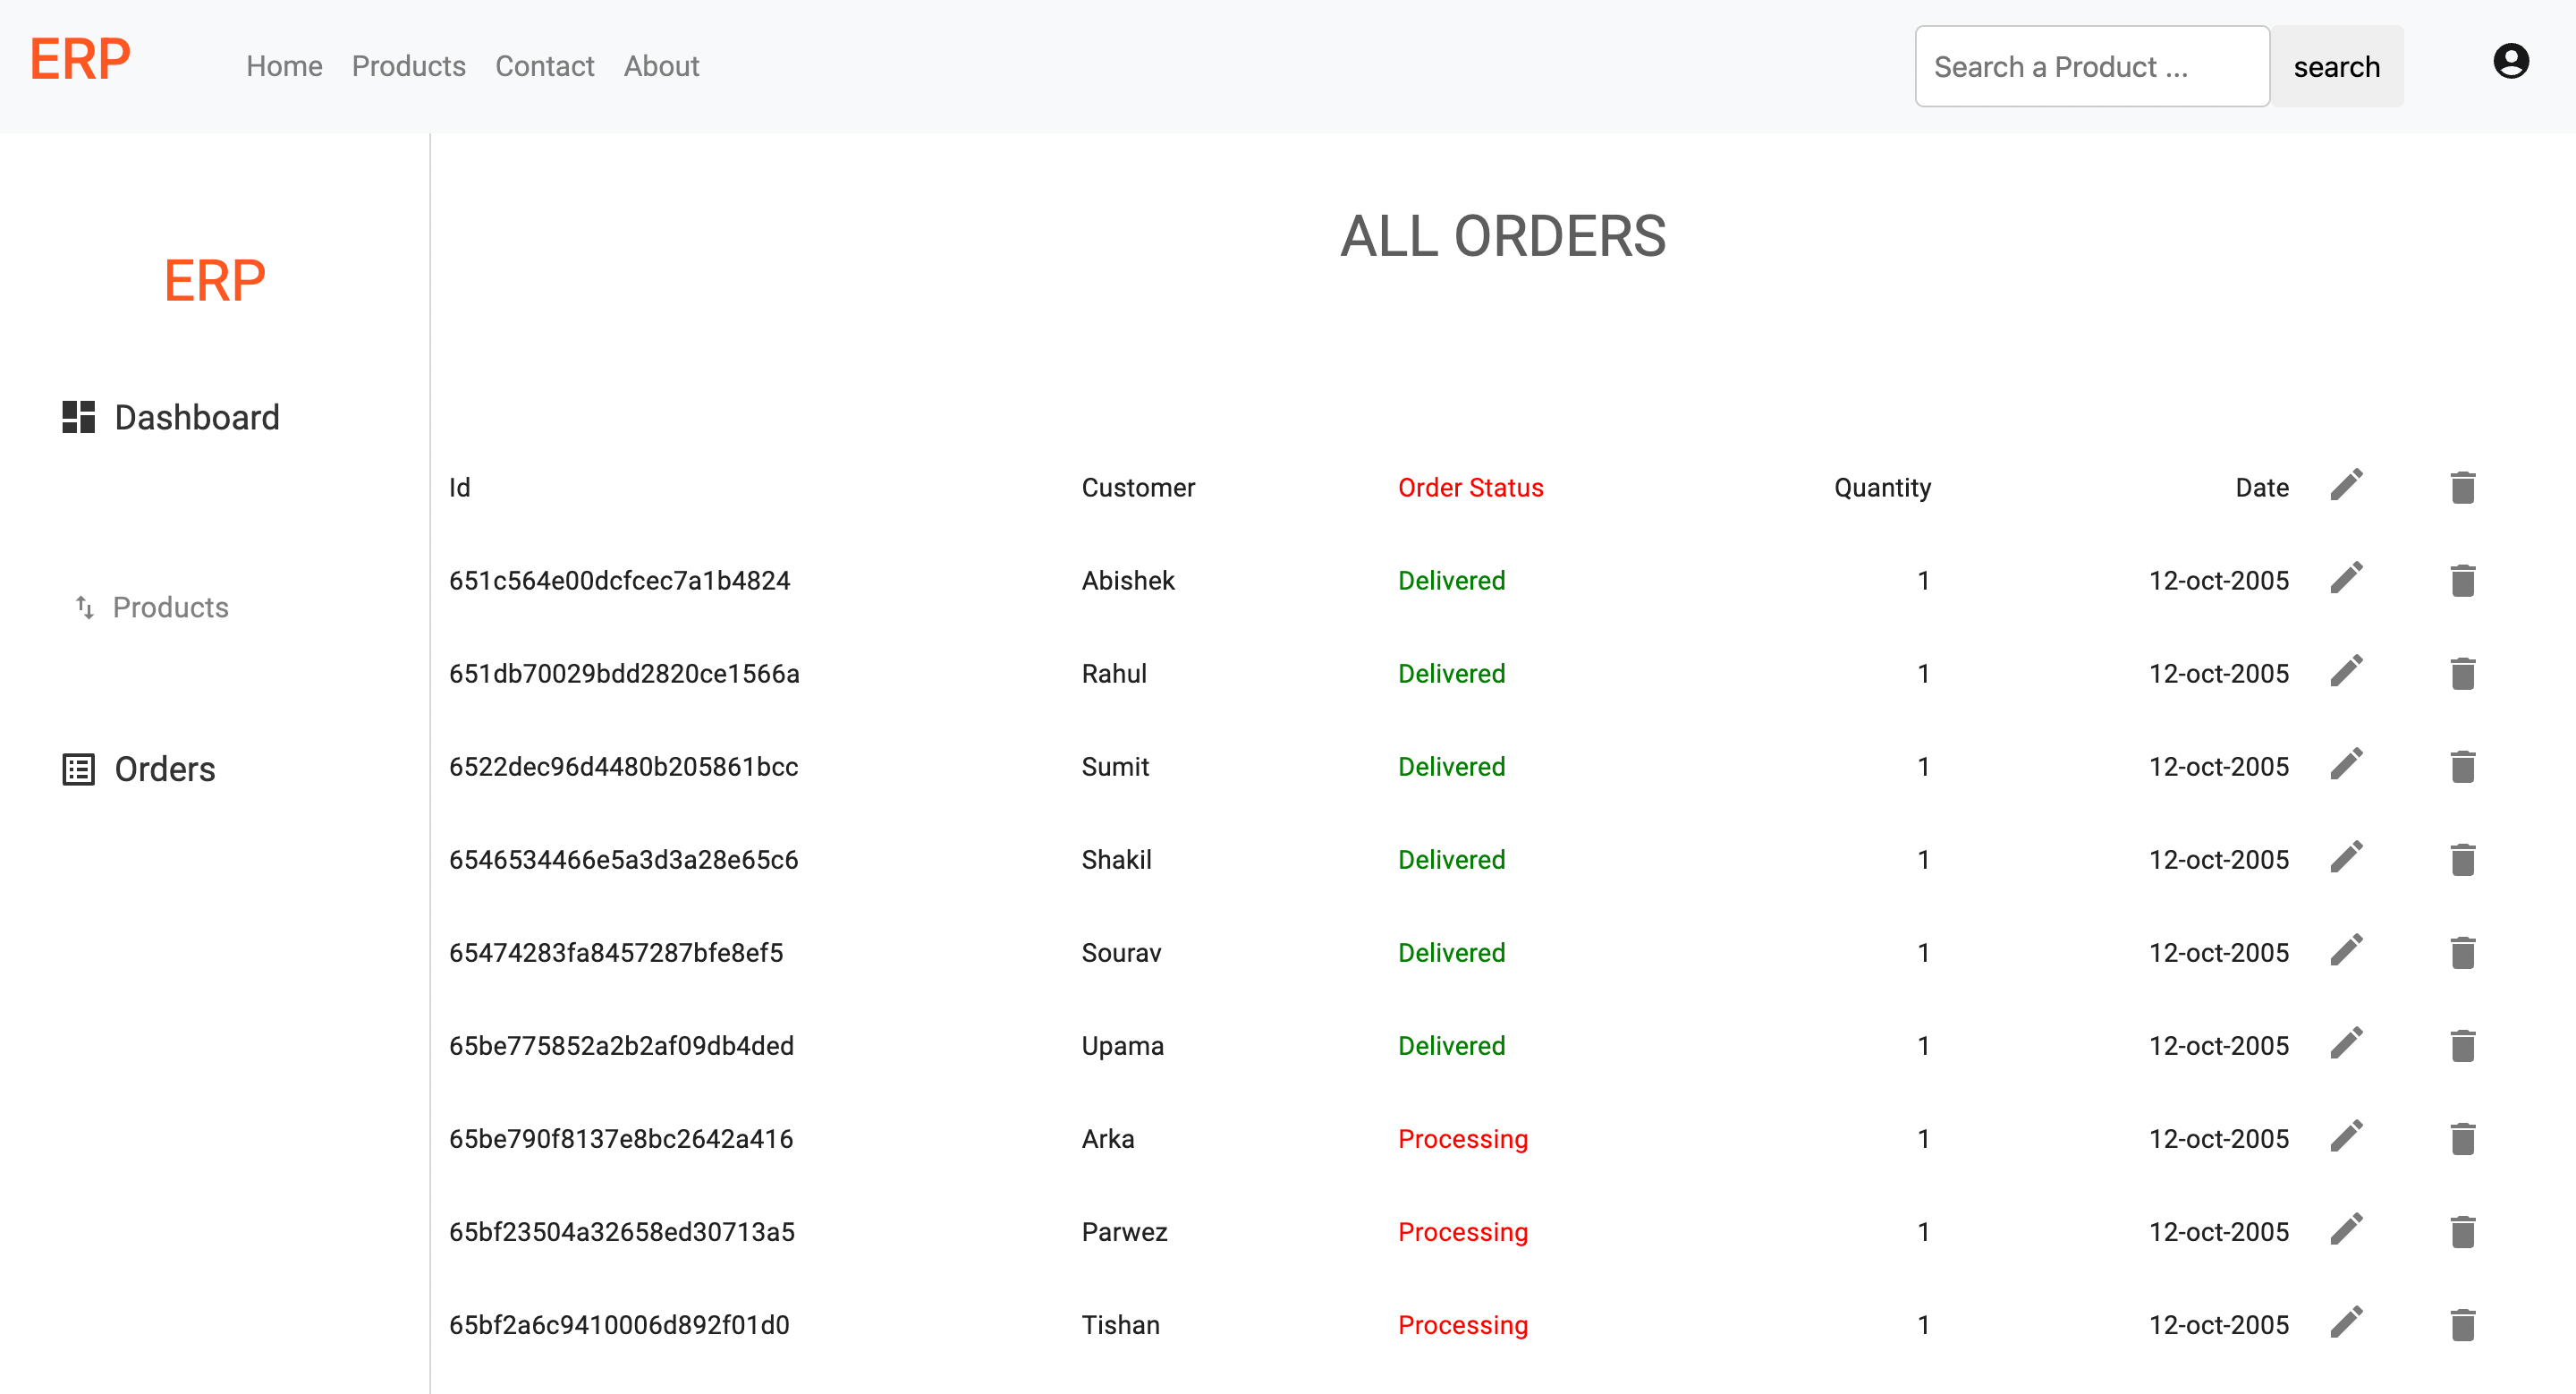 ERP Home Products Contact About Search a Product ... search
ALL ORDERS
ERP
Dashboard
Products
Orders
Id Customer Order Status Quantity Date
651c564e00dcfcec7a1b4824 Abishek Delivered 1 12-oct-2005
651db70029bdd2820ce1566a Rahul Delivered 1 12-oct-2005
6522dec96d4480b205861bcc Sumit Delivered 1 12-oct-2005
6546534466e5a3d3a28e65c6 Shakil Delivered 1 12-oct-2005
65474283fa8457287bfe8ef5 Sourav Delivered 1 12-oct-2005
65be775852a2b2af09db4ded Upama Delivered 1 12-oct-2005
65be790f8137e8bc2642a416 Arka Processing 1 12-oct-2005
65bf23504a32658ed30713a5 Parwez Processing 1 12-oct-2005
65bf2a6c9410006d892f01d0 Tishan Processing 1 12-oct-2005